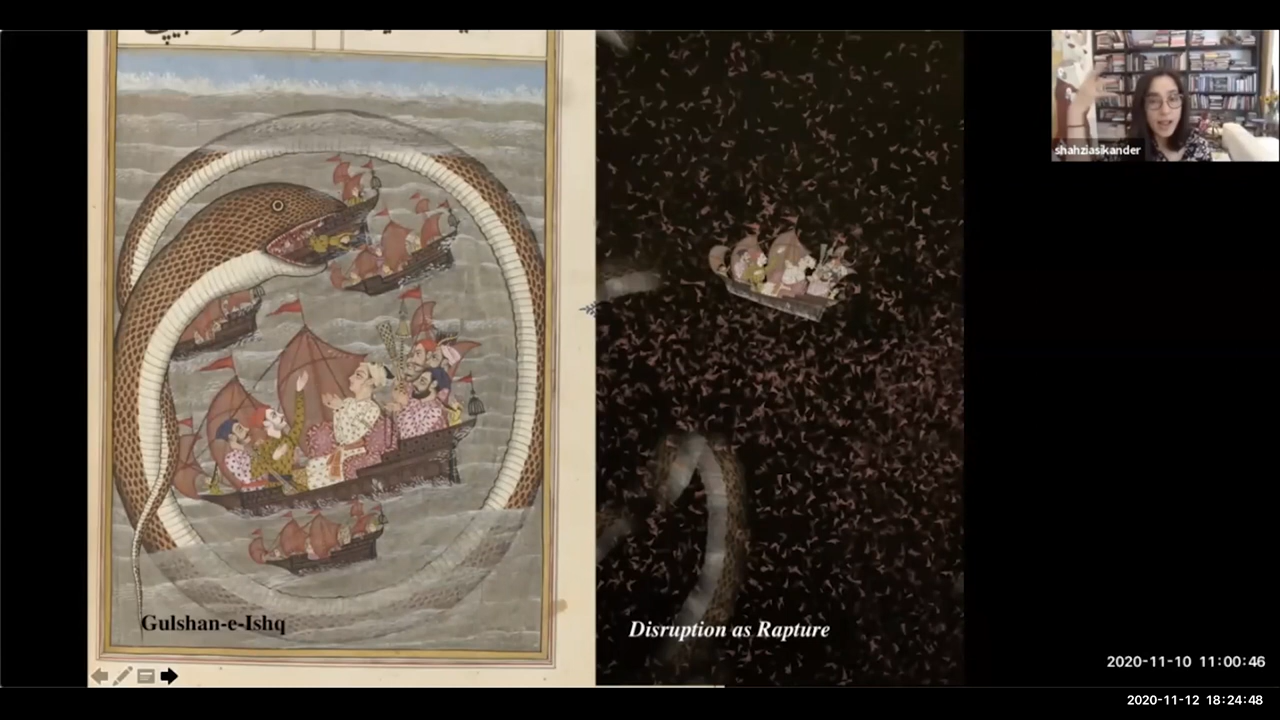 shahziasikander
Gulshan-e-Ishq
Disruption as Rapture
2020-11-10 11:00:46
2020-11-12 18:24:48